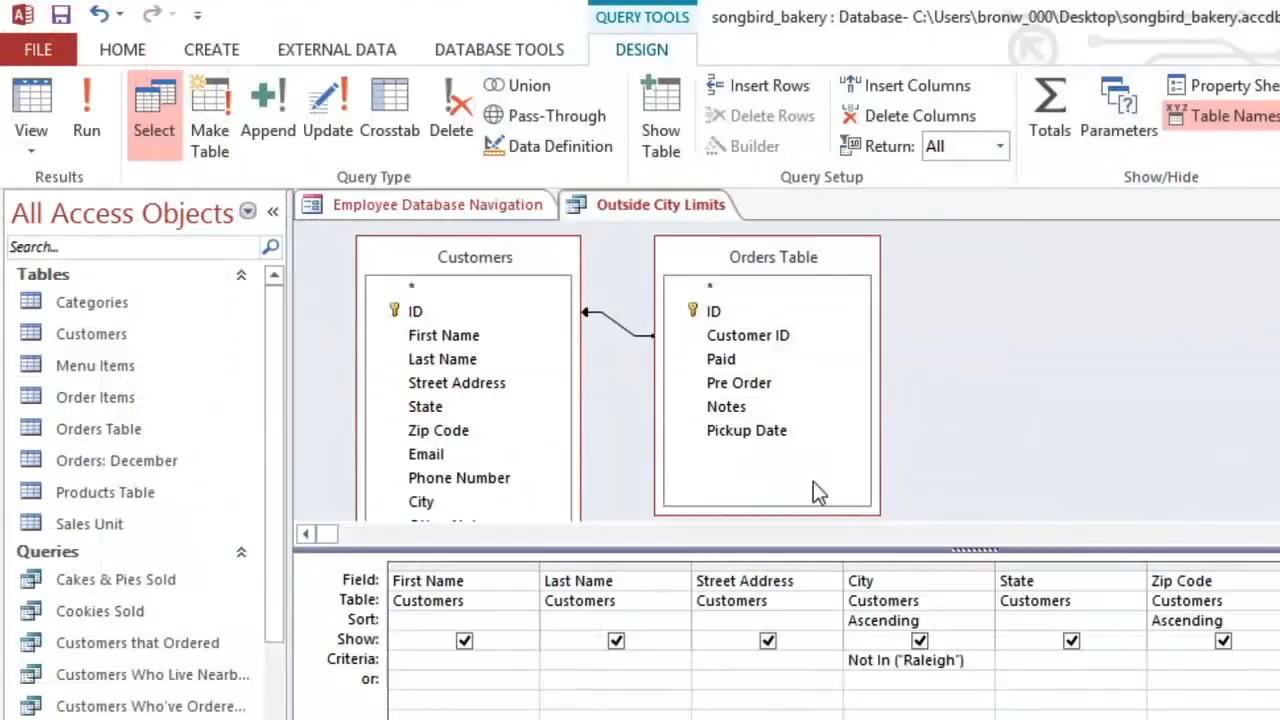 QUERY TOOLS songbird_bakery : Database- C:\Users\bronw_000\Desktop\songbird_bakery.accdb
FILE HOME CREATE EXTERNAL DATA DATABASE TOOLS DESIGN
View Run Select Make Table Append Update Crosstab Delete
Union
Pass-Through
Data Definition
Show Table
Insert Rows
Delete Rows
Builder
Insert Columns
Delete Columns
Return: All
Totals Parameters
Property She
Table Names
Results Query Type Query Setup Show/Hide
All Access Objects «
Search...
Tables
Categories
Customers
Menu Items
Order Items
Orders Table
Orders: December
Products Table
Sales Unit
Queries
Cakes & Pies Sold
Cookies Sold
Customers that Ordered
Customers Who Live Nearb...
Customers Who've Ordere...
Employee Database Navigation Outside City Limits
Customers
*
ID
First Name
Last Name
Street Address
State
Zip Code
Email
Phone Number
City
Orders Table
*
ID
Customer ID
Paid
Pre Order
Notes
Pickup Date
Field: First Name Last Name Street Address City State Zip Code
Table: Customers Customers Customers Customers Customers Customers
Sort: Ascending Ascending
Show:
Criteria: Not In ("Raleigh")
or: